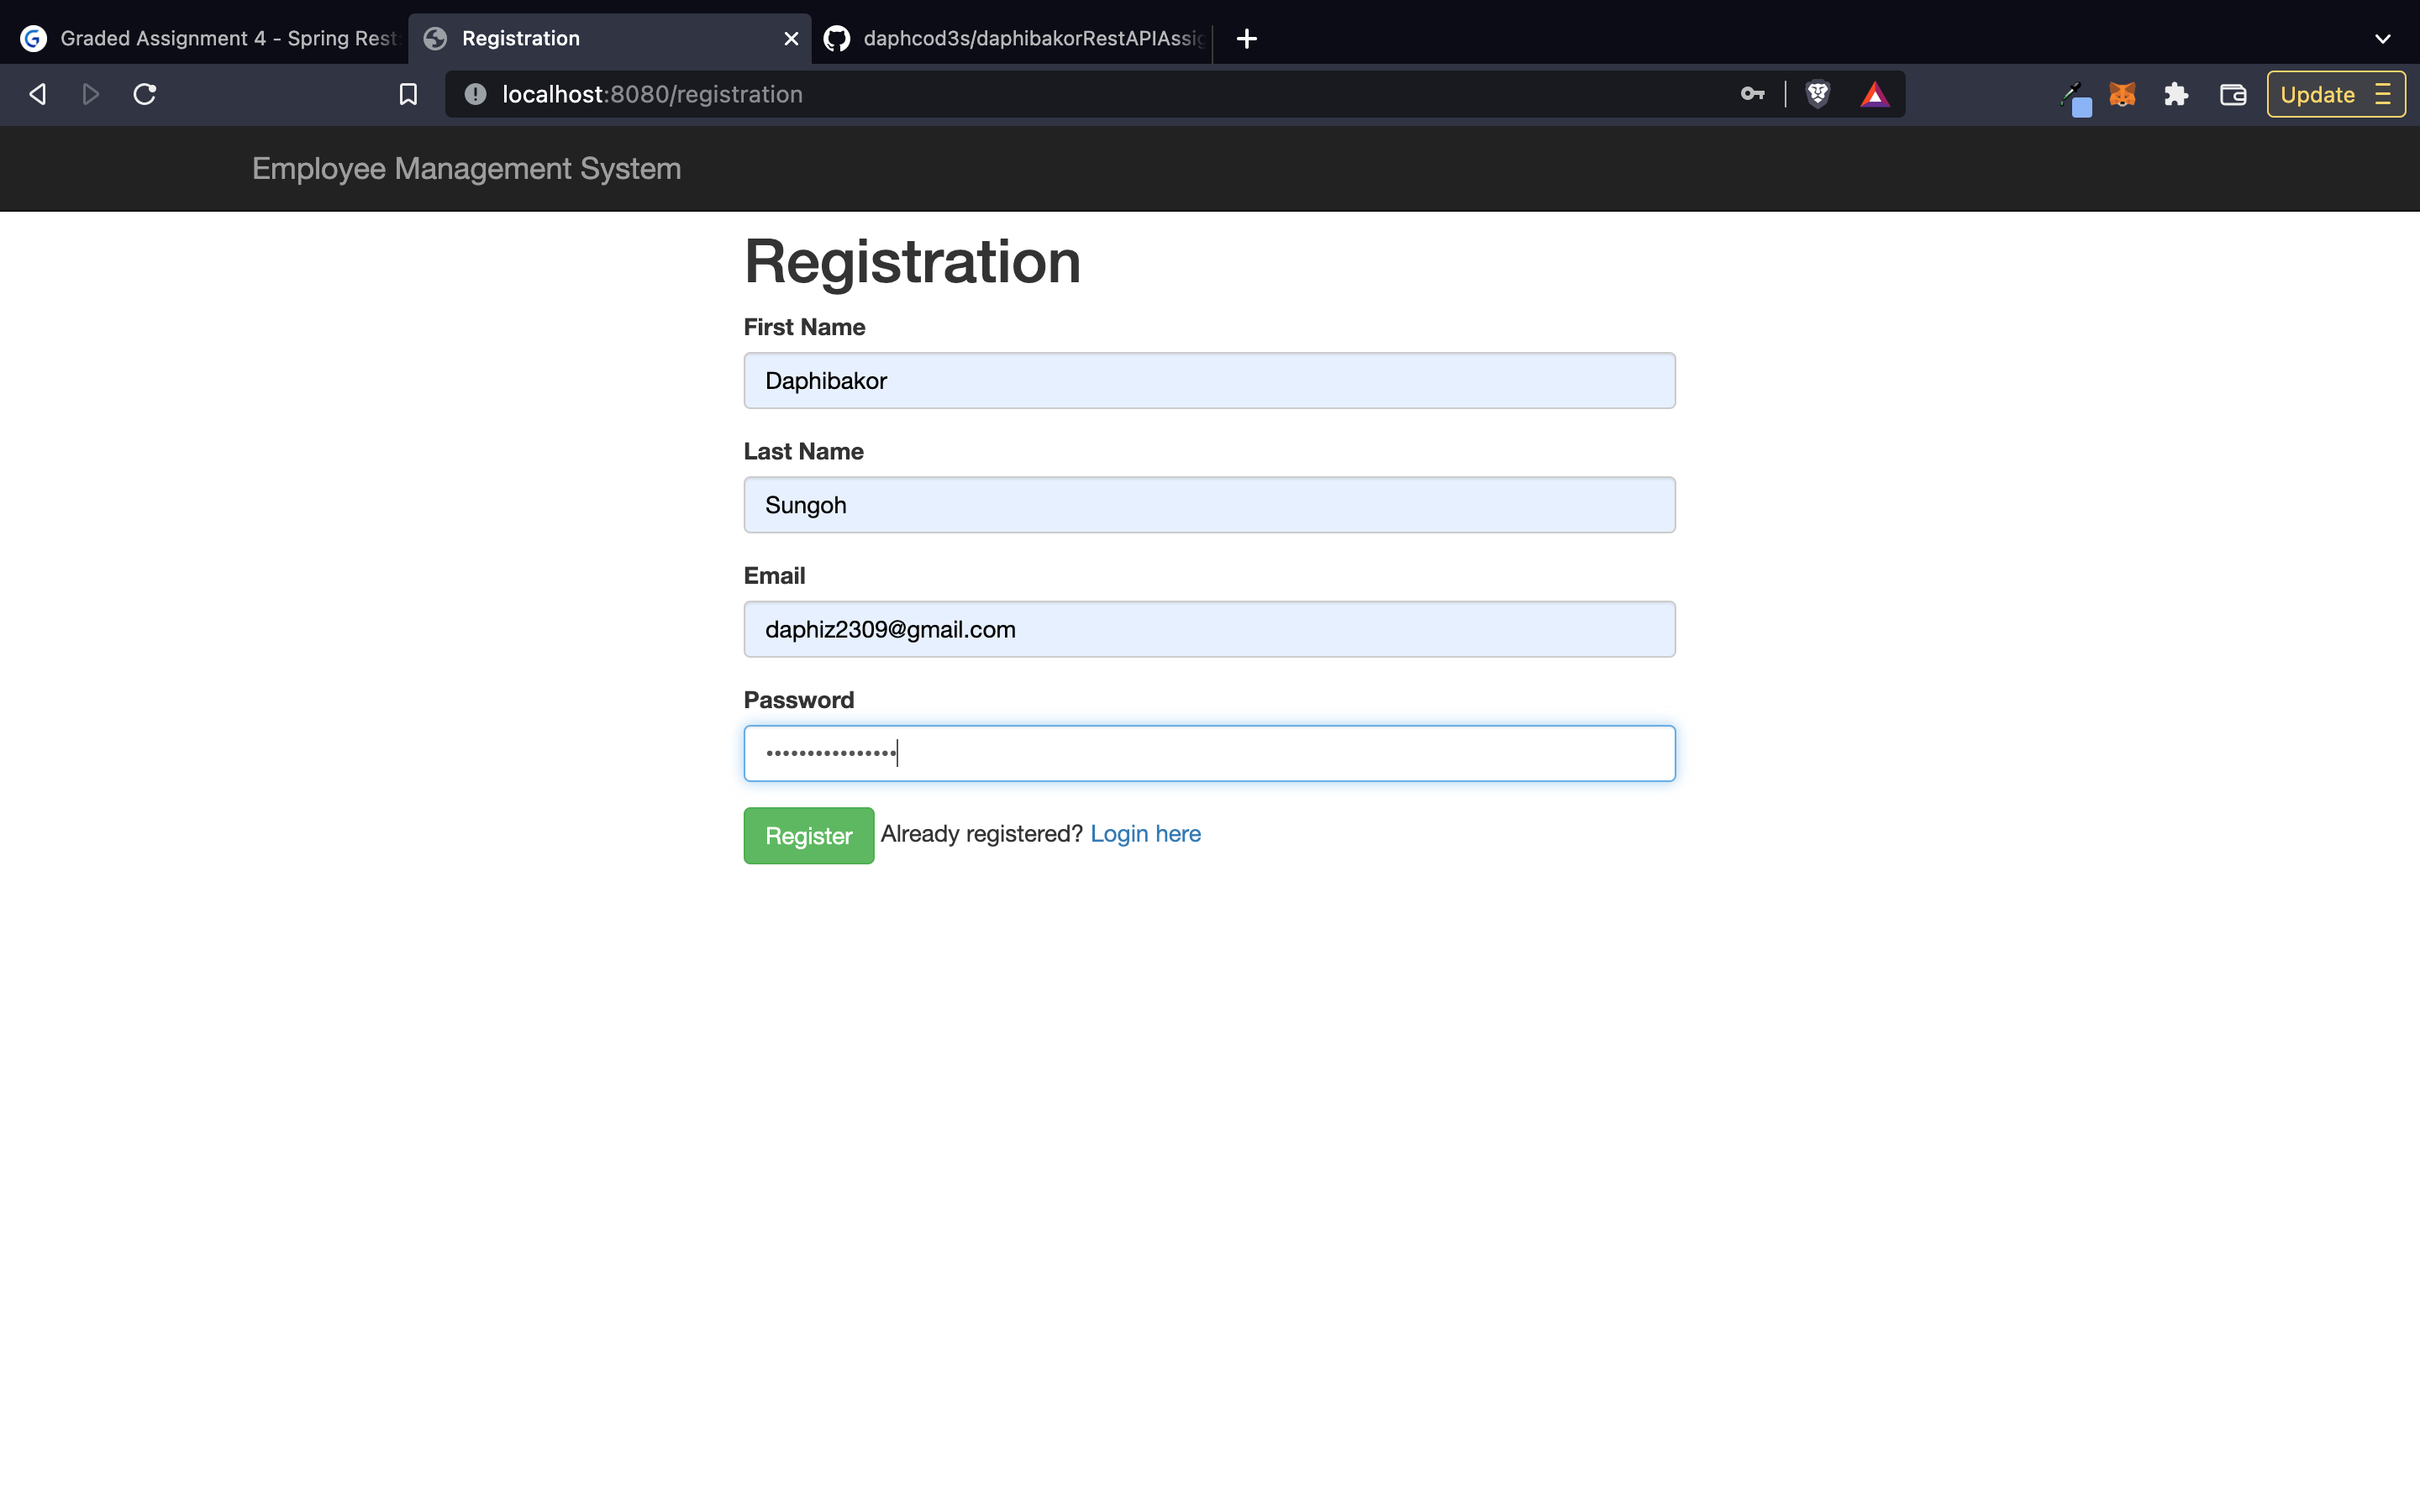 Graded Assignment 4 - Spring Rest
Registration
daphcod3s/daphibakorRestAPIAssig
localhost:8080/registration
Update
Employee Management System
Registration
First Name
Daphibakor
Last Name
Sungoh
Email
daphiz2309@gmail.com
Password
••••••••••••••••
Register Already registered? Login here